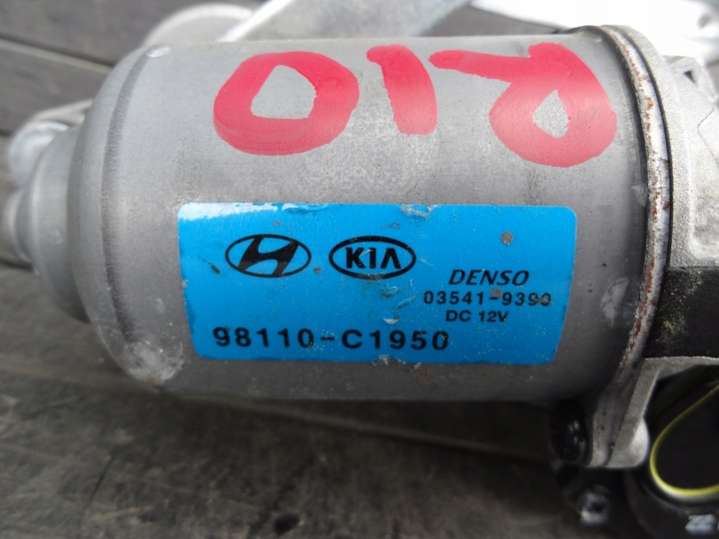 RIO
KIA
DENSO
03541-9390
DC 12V
98110-C1950